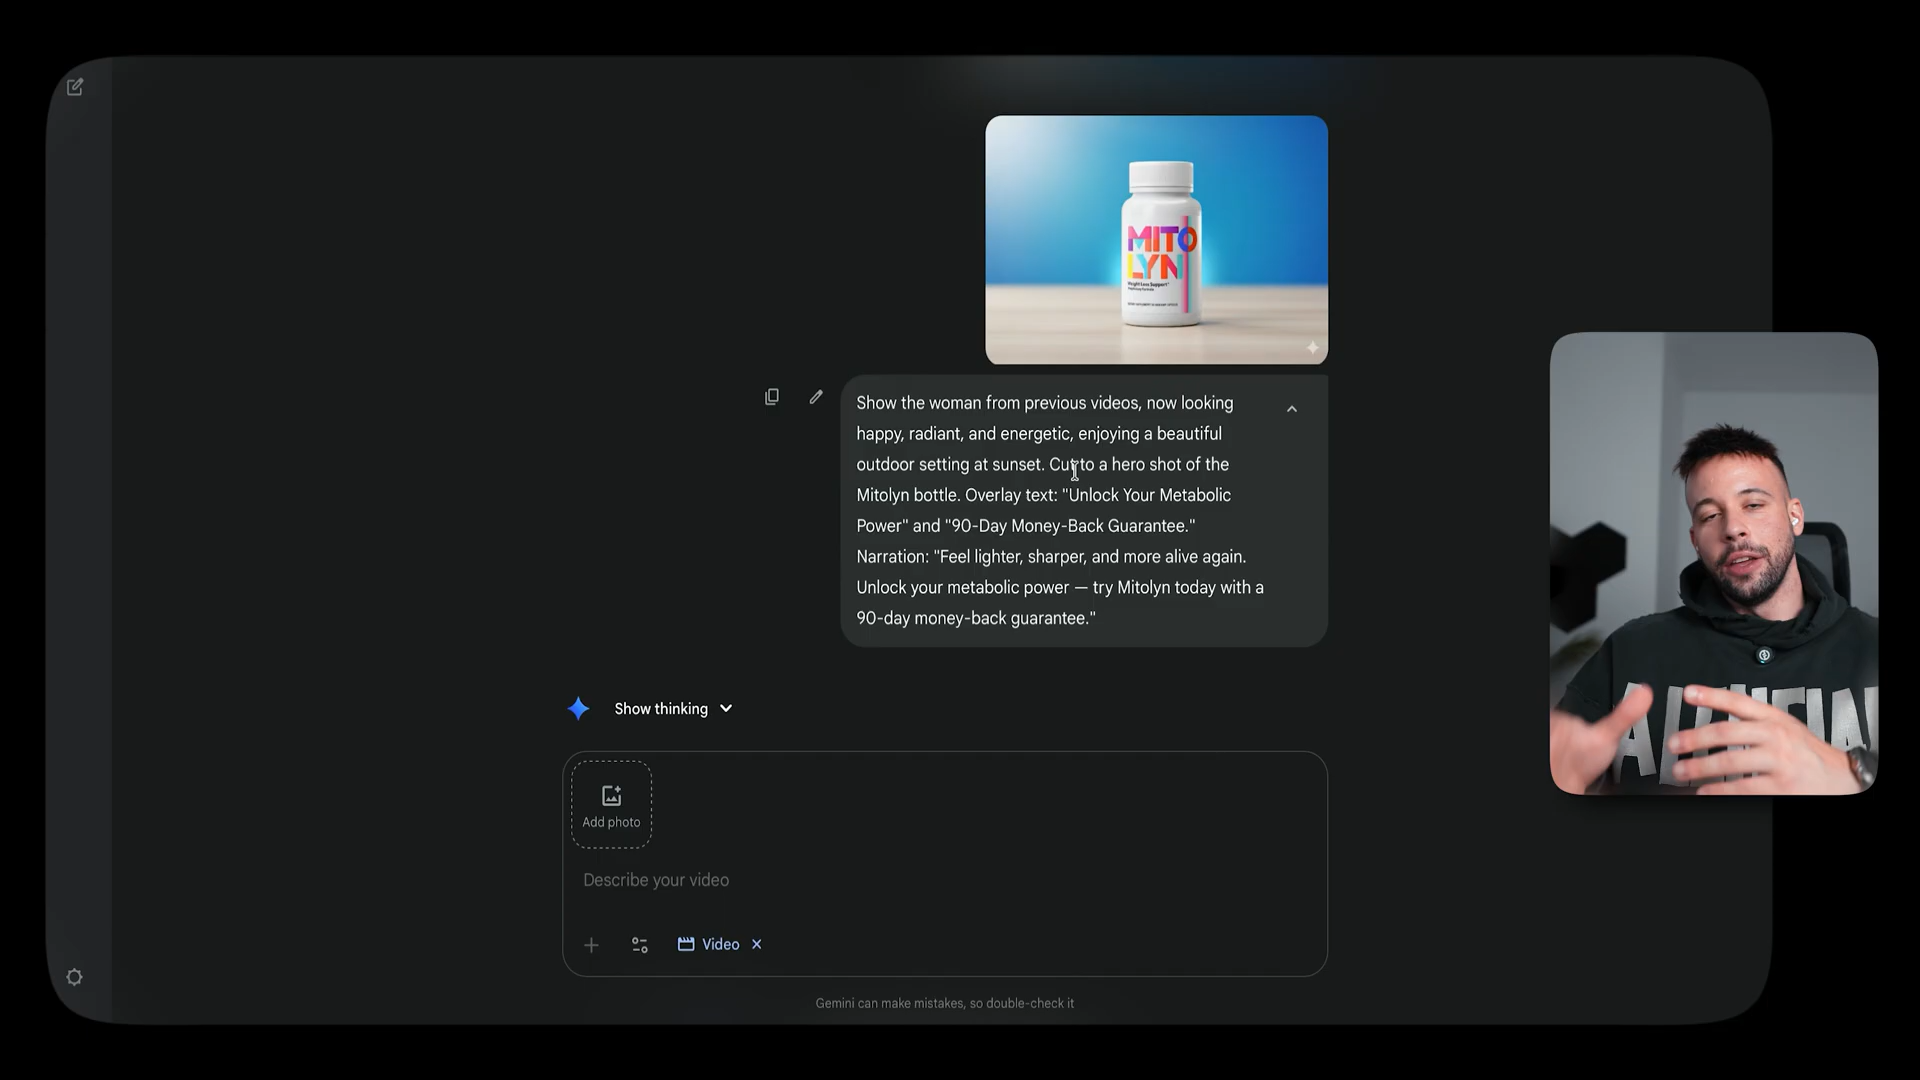 MITO
LYN
Weight Loss Support
Show the woman from previous videos, now looking
happy, radiant, and energetic, enjoying a beautiful
outdoor setting at sunset. Cut to a hero shot of the
Mitolyn bottle. Overlay text: "Unlock Your Metabolic
Power" and "90-Day Money-Back Guarantee."
Narration: "Feel lighter, sharper, and more alive again.
Unlock your metabolic power — try Mitolyn today with a
90-day money-back guarantee."
Show thinking
Add photo
Describe your video
Video
Gemini can make mistakes, so double-check it